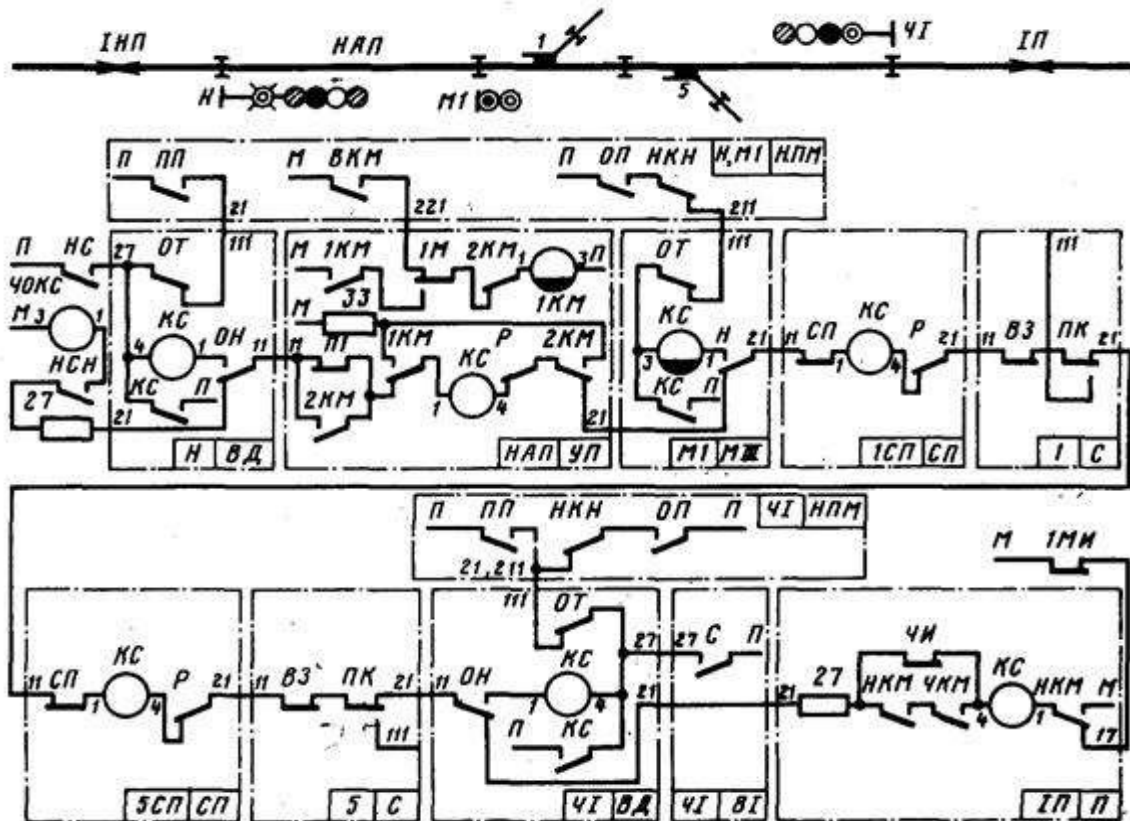 IНП НАП 1 ЧI IП
Н М1 5
П ПП М ВКМ П ОП НКН Н,М1 НПМ
21 221 211
П НС 27 ОТ 111 М 1КМ 1М 2КМ 1 3 П ОТ 111 111
ЧОКС М 33 1КМ
М 3 1 КС ОН 1КМ Р 2КМ КС Н СП КС Р ВЗ ПК
4 1 11 11 П1 КС 3 1 21 11 1 4 21 11 21
НСН КС П 2КМ 1 4 КС П
27 21 21
Н ВД НАП УП М1 МIII 1СП СП 1 С
П ПП НКН ОП П ЧI НПМ
21,211 М 1МИ
111 ОТ
КС 27 27 С П ЧИ
11 СП Р 21 11 ВЗ ПК 21 11 ОН КС 21 21 27 НКМ ЧКМ КС НКМ М
1 4 1 4 4 1 17
111 П КС
5СП СП 5 С ЧI ВД ЧI ВI IП П